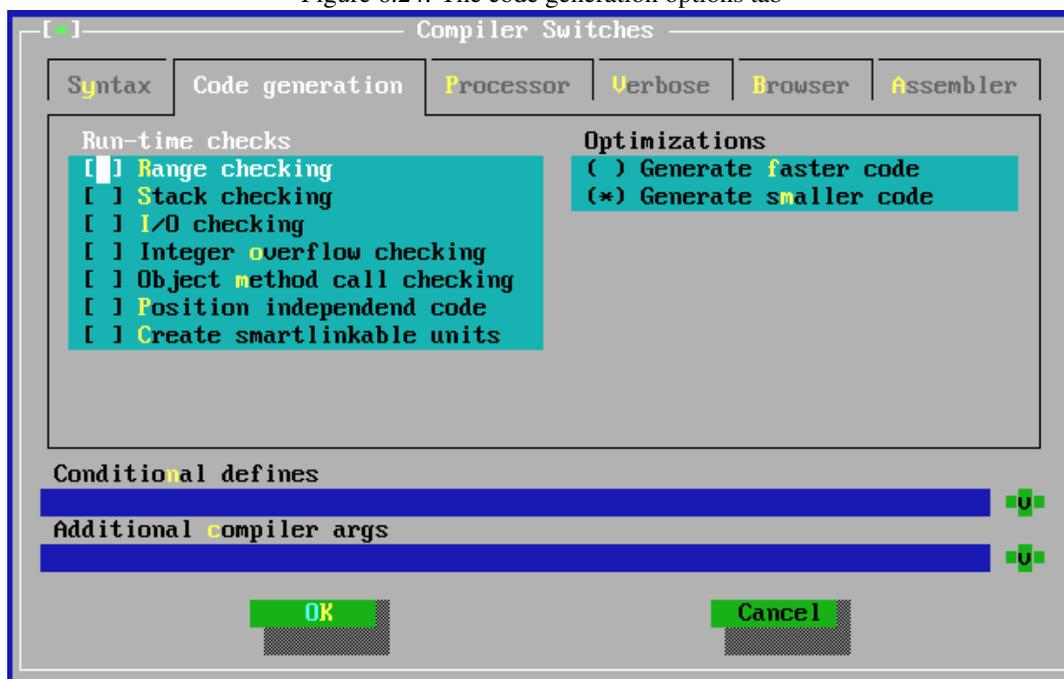 Figure 6.24: The code generation options tab
[*] Compiler Switches
Syntax Code generation Processor Verbose Browser Assembler
Run-time checks Optimizations
[ ] Range checking ( ) Generate faster code
[ ] Stack checking (*) Generate smaller code
[ ] I/O checking
[ ] Integer overflow checking
[ ] Object method call checking
[ ] Position independend code
[ ] Create smartlinkable units
Conditional defines
Additional compiler args
OK Cancel